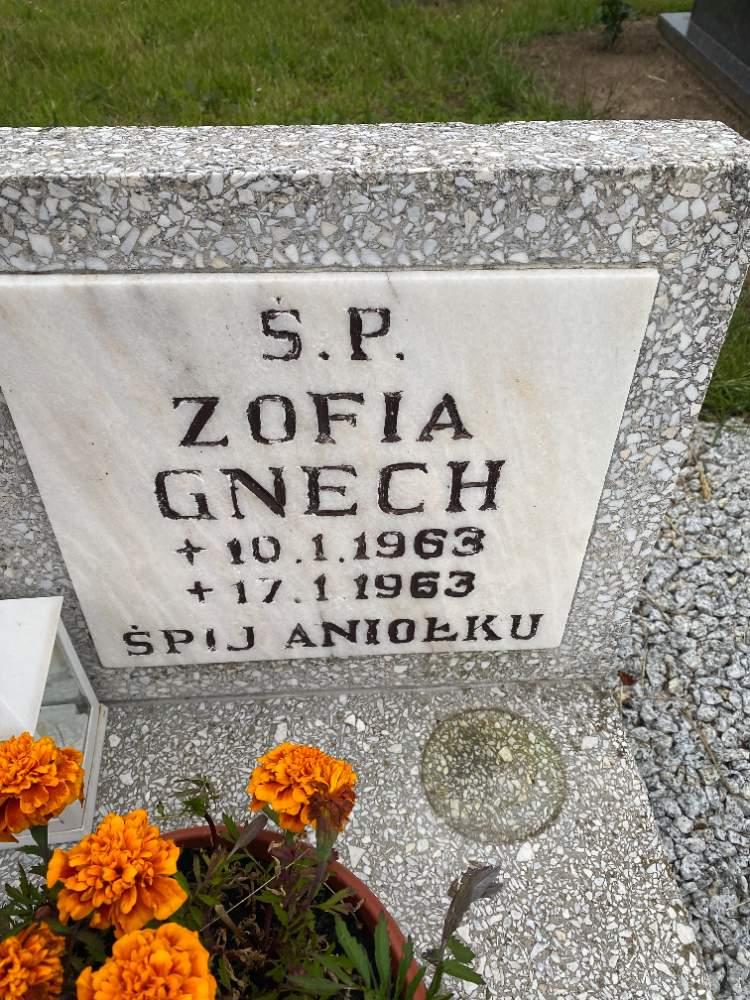 Ś.P.
ZOFIA
GNECH
+ 10.1.1963
+ 17.1 1963
ŚPIJ ANIOŁKU